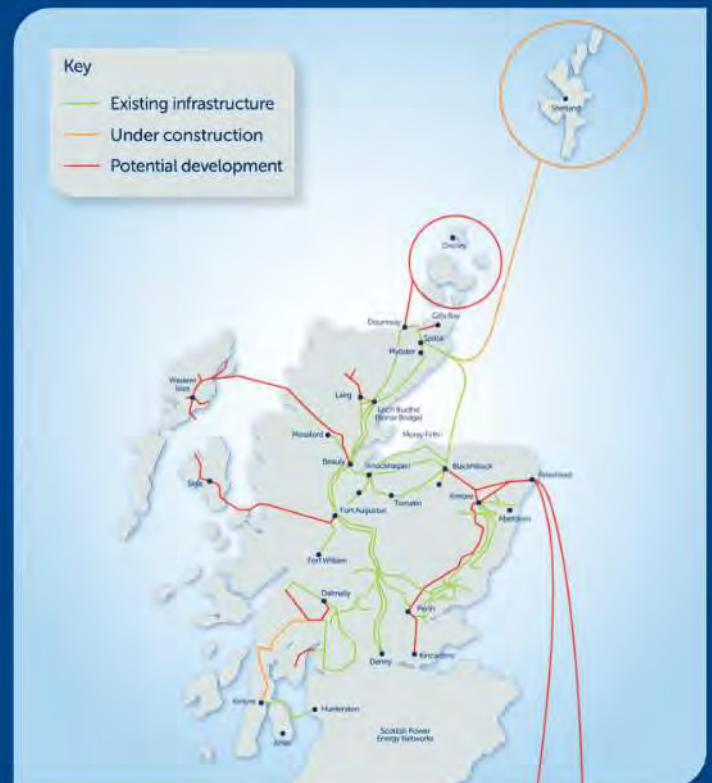 Key
Existing infrastructure
Under construction
Potential development
Shetland
Orkney
Dounreay
Gills Bay
Spittal
Mybster
Western
Isles
Lairg
Loch Buidhe
(Bonar Bridge)
Mossford
Moray Firth
Beauly
Knocknagael
Blackhillock
Peterhead
Skye
Kintore
Tomatin
Fort Augustus
Aberdeen
Fort William
Dalmally
Perth
Denny
Kincardine
Kintyre
Hunterston
Arran
Scottish Power
Energy Networks